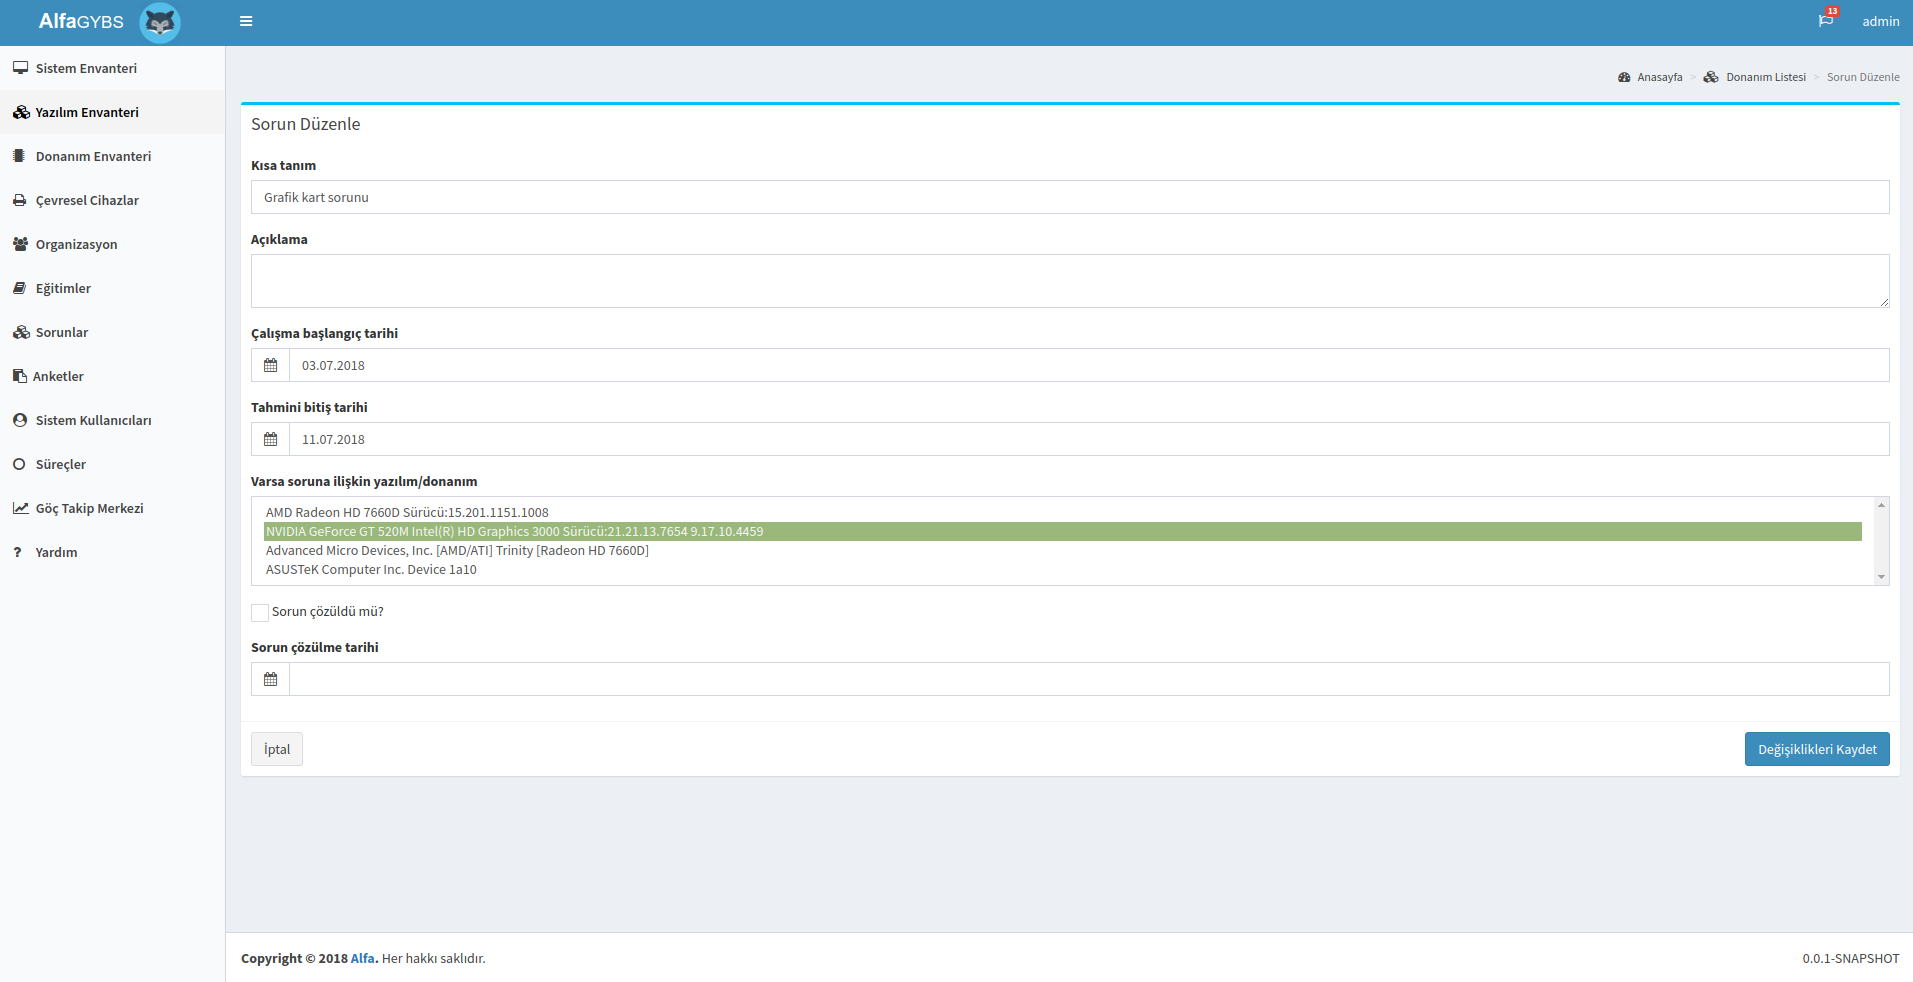 AlfaGYBS
13
admin
Sistem Envanteri
Yazılım Envanteri
Donanım Envanteri
Çevresel Cihazlar
Organizasyon
Eğitimler
Sorunlar
Anketler
Sistem Kullanıcıları
Süreçler
Göç Takip Merkezi
? Yardım
Anasayfa > Donanım Listesi > Sorun Düzenle
Sorun Düzenle
Kısa tanım
Grafik kart sorunu
Açıklama
Çalışma başlangıç tarihi
03.07.2018
Tahmini bitiş tarihi
11.07.2018
Varsa soruna ilişkin yazılım/donanım
AMD Radeon HD 7660D Sürücü:15.201.1151.1008
NVIDIA GeForce GT 520M Intel(R) HD Graphics 3000 Sürücü:21.21.13.7654 9.17.10.4459
Advanced Micro Devices, Inc. [AMD/ATI] Trinity [Radeon HD 7660D]
ASUSTeK Computer Inc. Device 1a10
Sorun çözüldü mü?
Sorun çözülme tarihi
İptal
Değişiklikleri Kaydet
Copyright © 2018 Alfa. Her hakkı saklıdır.
0.0.1-SNAPSHOT